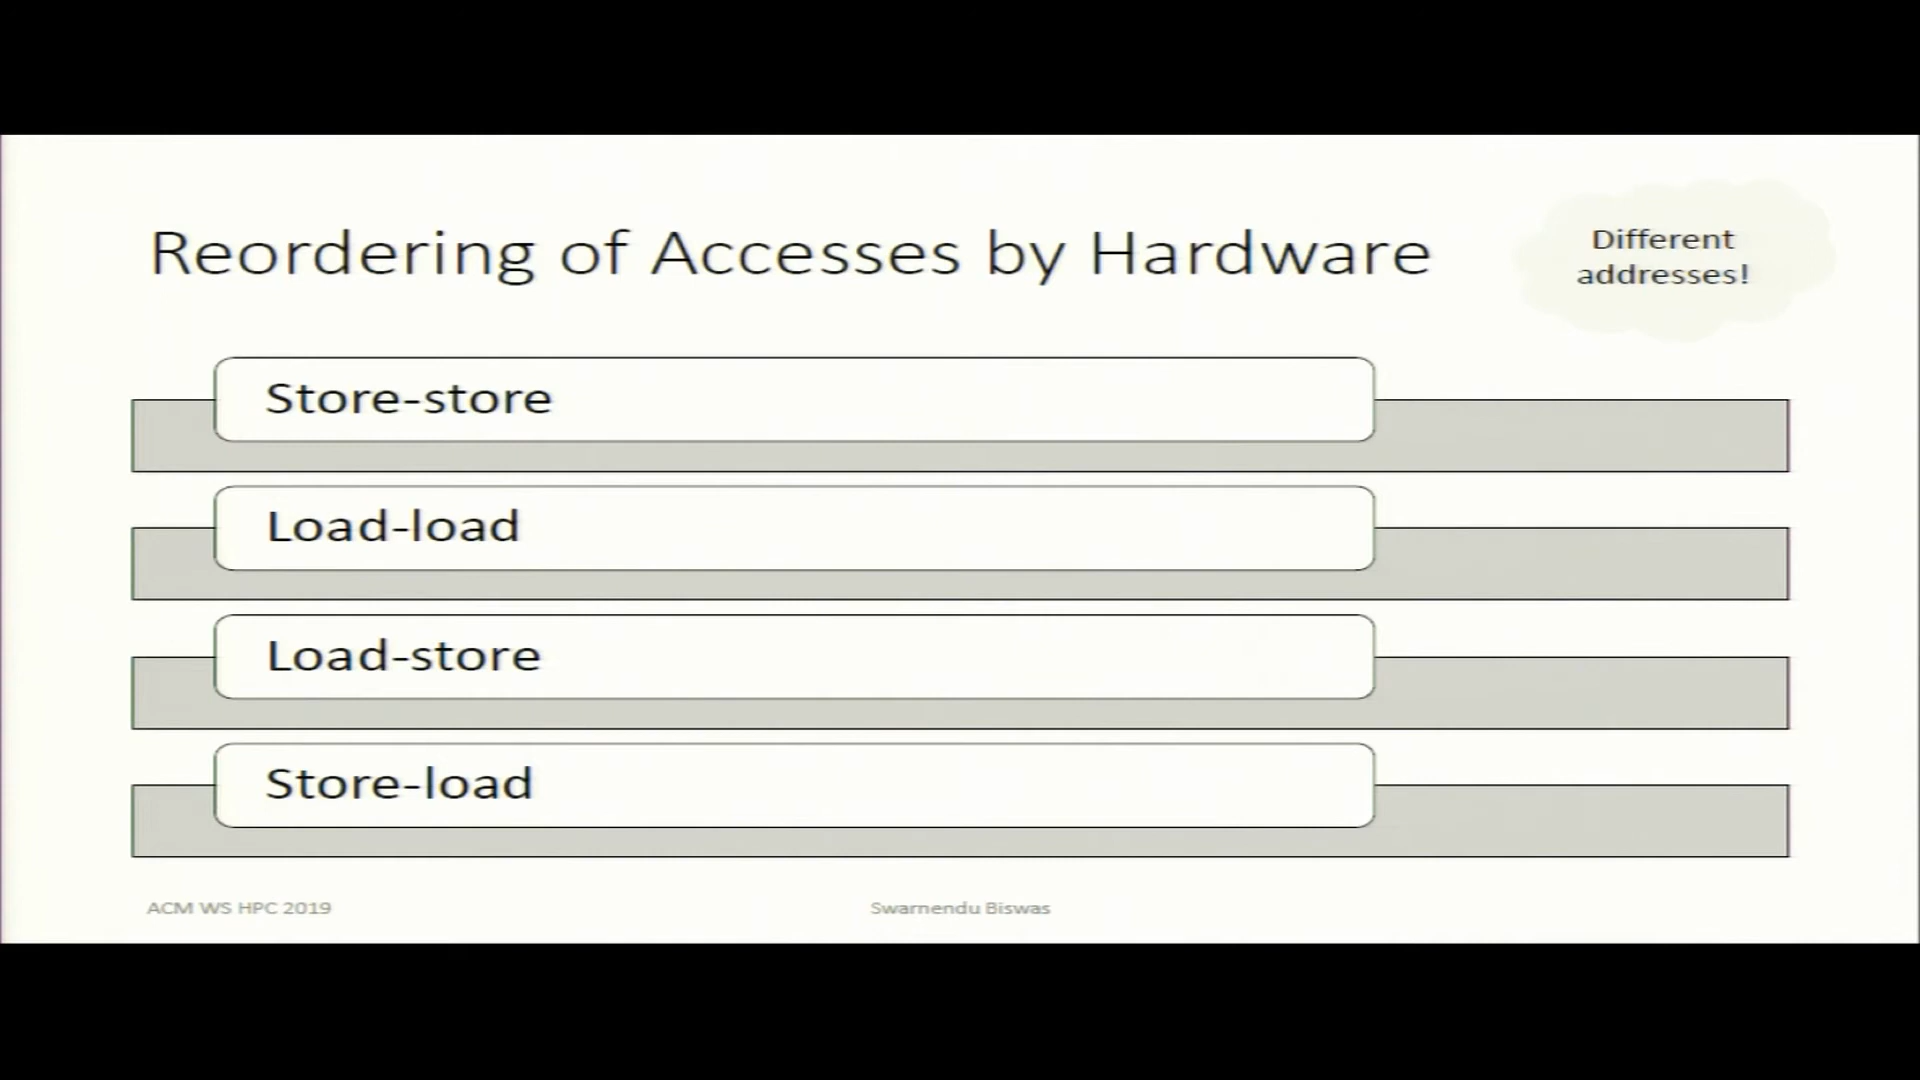 Reordering of Accesses by Hardware
Different
addresses!
Store-store
Load-load
Load-store
Store-load
ACM WS HPC 2019
Swarnendu Biswas